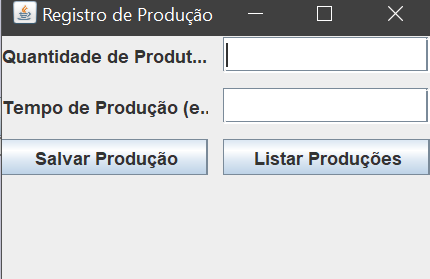 Registro de Produção
Quantidade de Produt...
Tempo de Produção (e...
Salvar Produção
Listar Produções